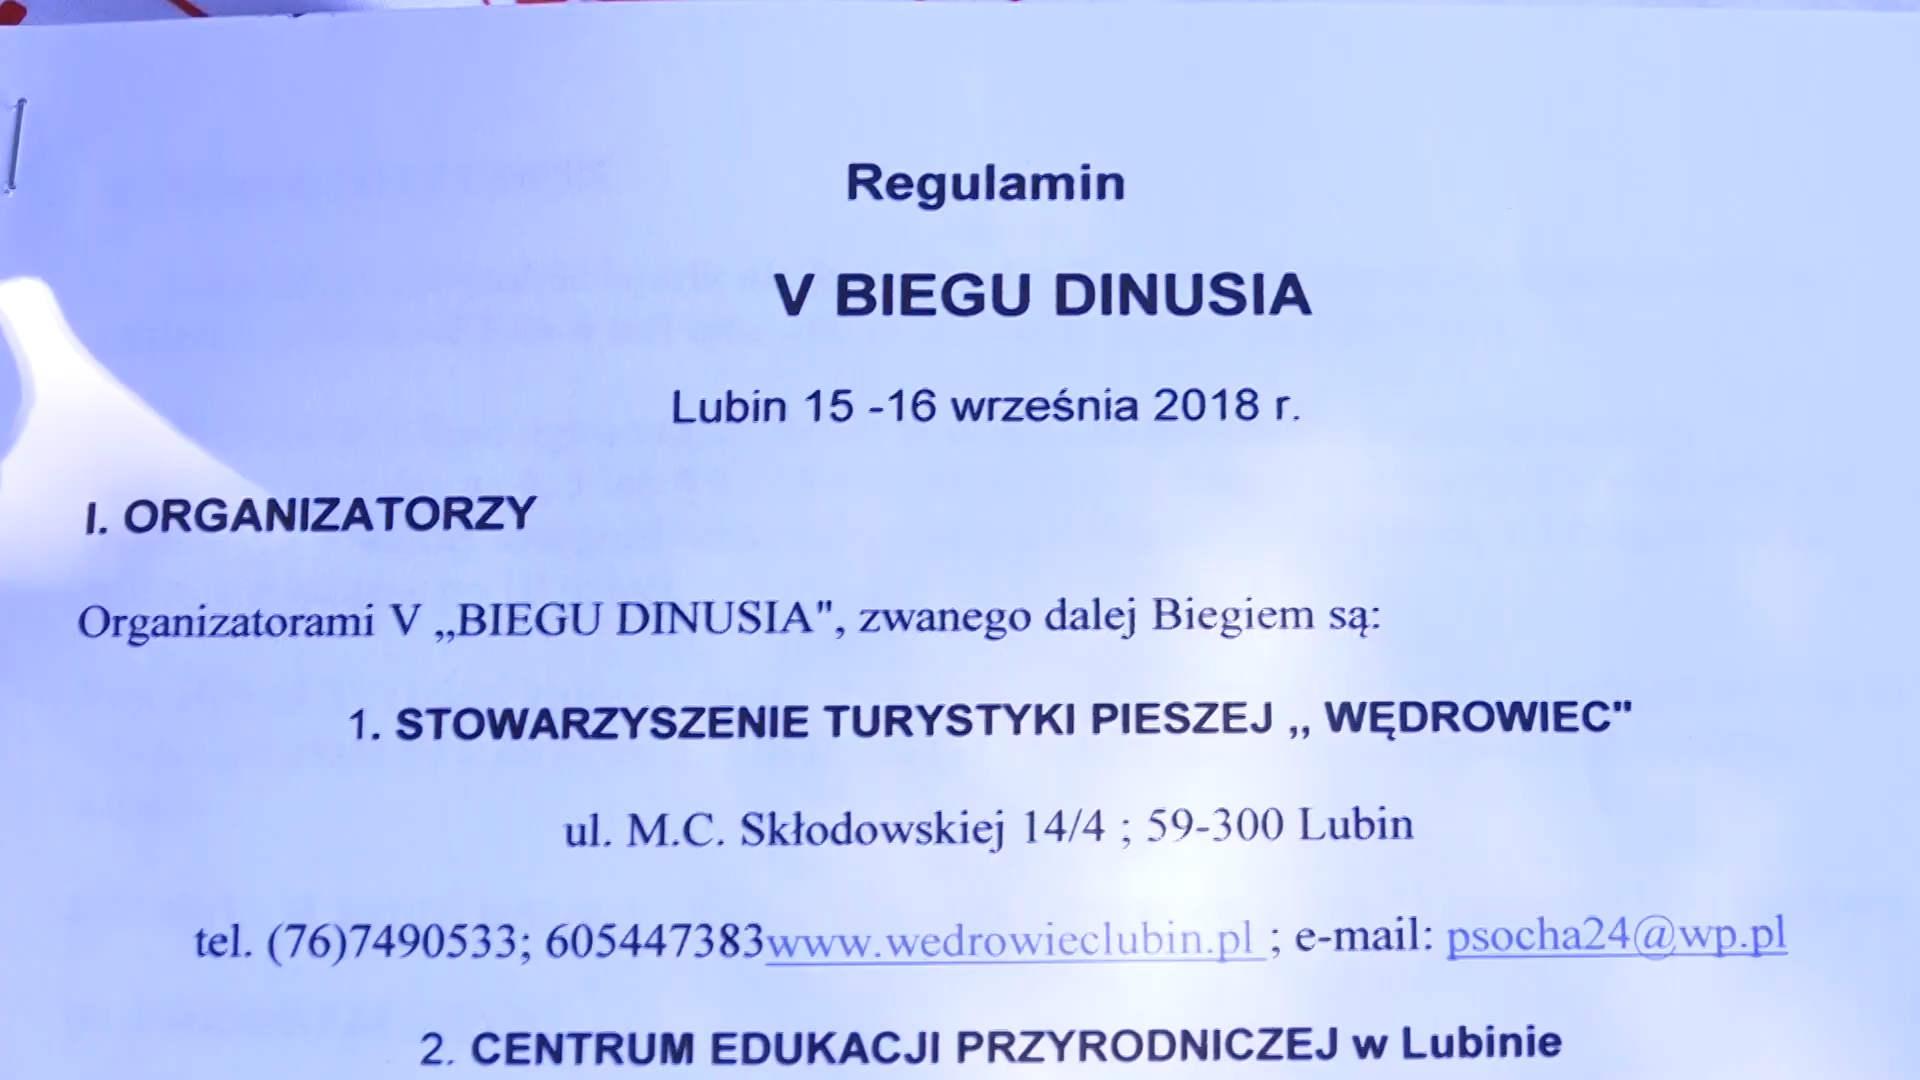 Regulamin
V BIEGU DINUSIA
Lubin 15 -16 września 2018 r.
I. ORGANIZATORZY
Organizatorami V „BIEGU DINUSIA", zwanego dalej Biegiem są:
1. STOWARZYSZENIE TURYSTYKI PIESZEJ ,, WĘDROWIEC"
ul. M.C. Skłodowskiej 14/4 ; 59-300 Lubin
tel. (76)7490533; 605447383www.wedrowieclubin.pl ; e-mail: psocha24@wp.pl
2. CENTRUM EDUKACJI PRZYRODNICZEJ w Lubinie